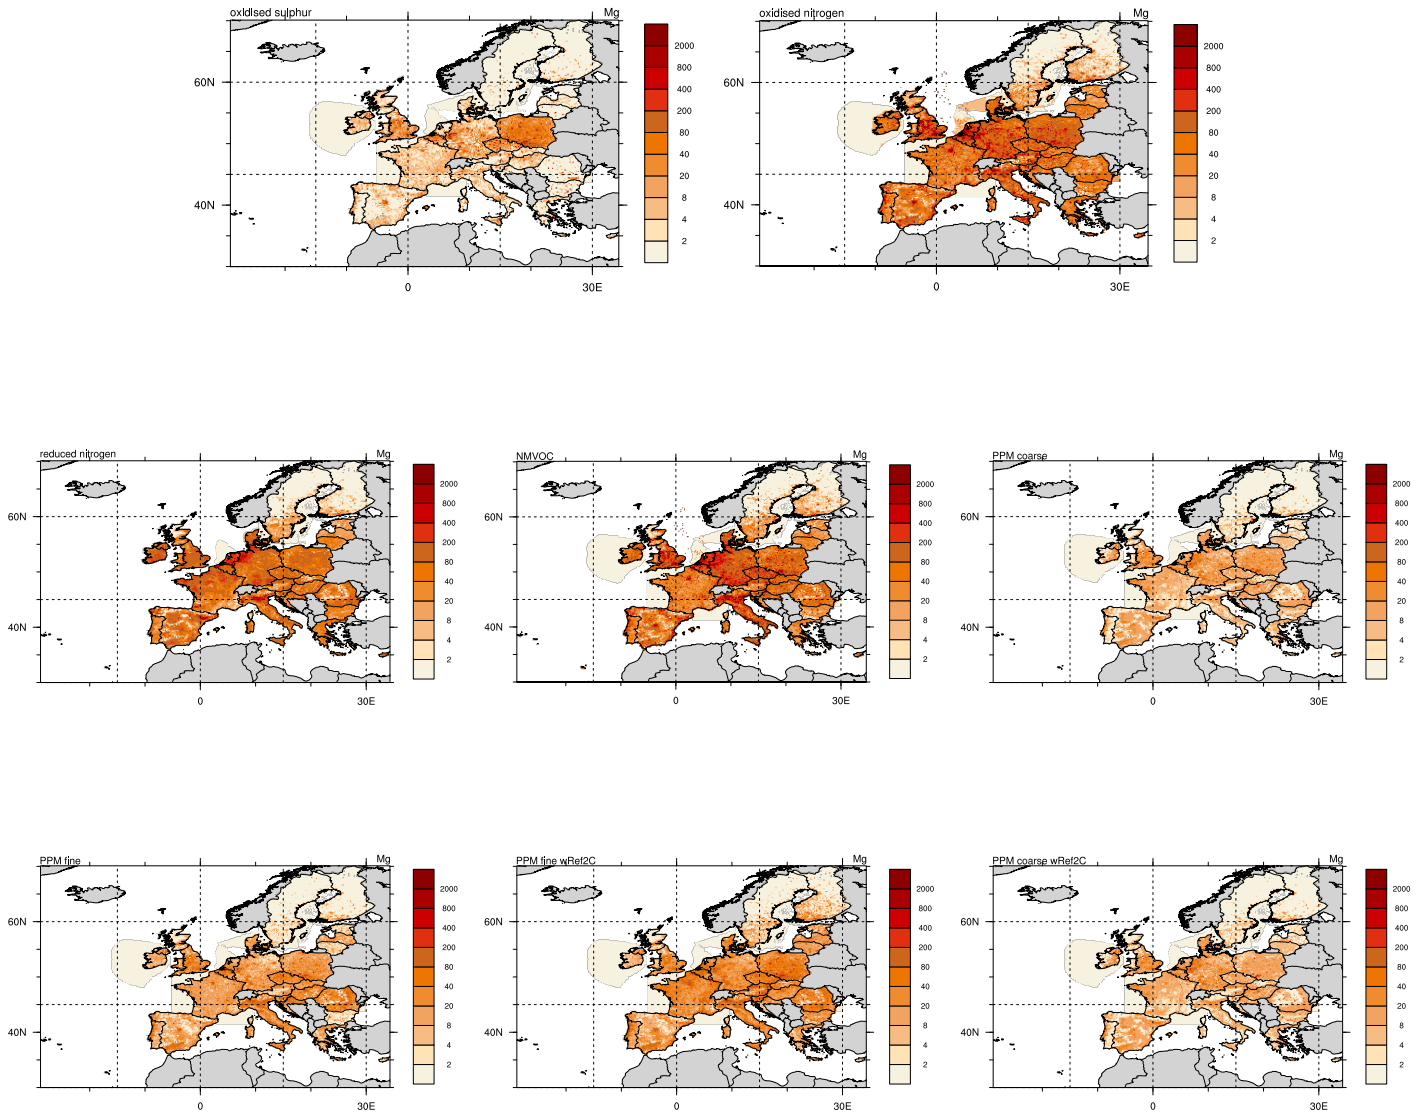 oxidised sulphur Mg
2000
800
400
200
80
40
20
8
4
2
60N
40N
0 30E
oxidised nitrogen Mg
2000
800
400
200
80
40
20
8
4
2
60N
40N
0 30E
reduced nitrogen Mg
2000
800
400
200
80
40
20
8
4
2
60N
40N
0 30E
NMVOC Mg
2000
800
400
200
80
40
20
8
4
2
60N
40N
0 30E
PPM coarse Mg
2000
800
400
200
80
40
20
8
4
2
60N
40N
0 30E
PPM fine Mg
2000
800
400
200
80
40
20
8
4
2
60N
40N
0 30E
PPM fine wRef2C Mg
2000
800
400
200
80
40
20
8
4
2
60N
40N
0 30E
PPM coarse wRef2C Mg
2000
800
400
200
80
40
20
8
4
2
60N
40N
0 30E